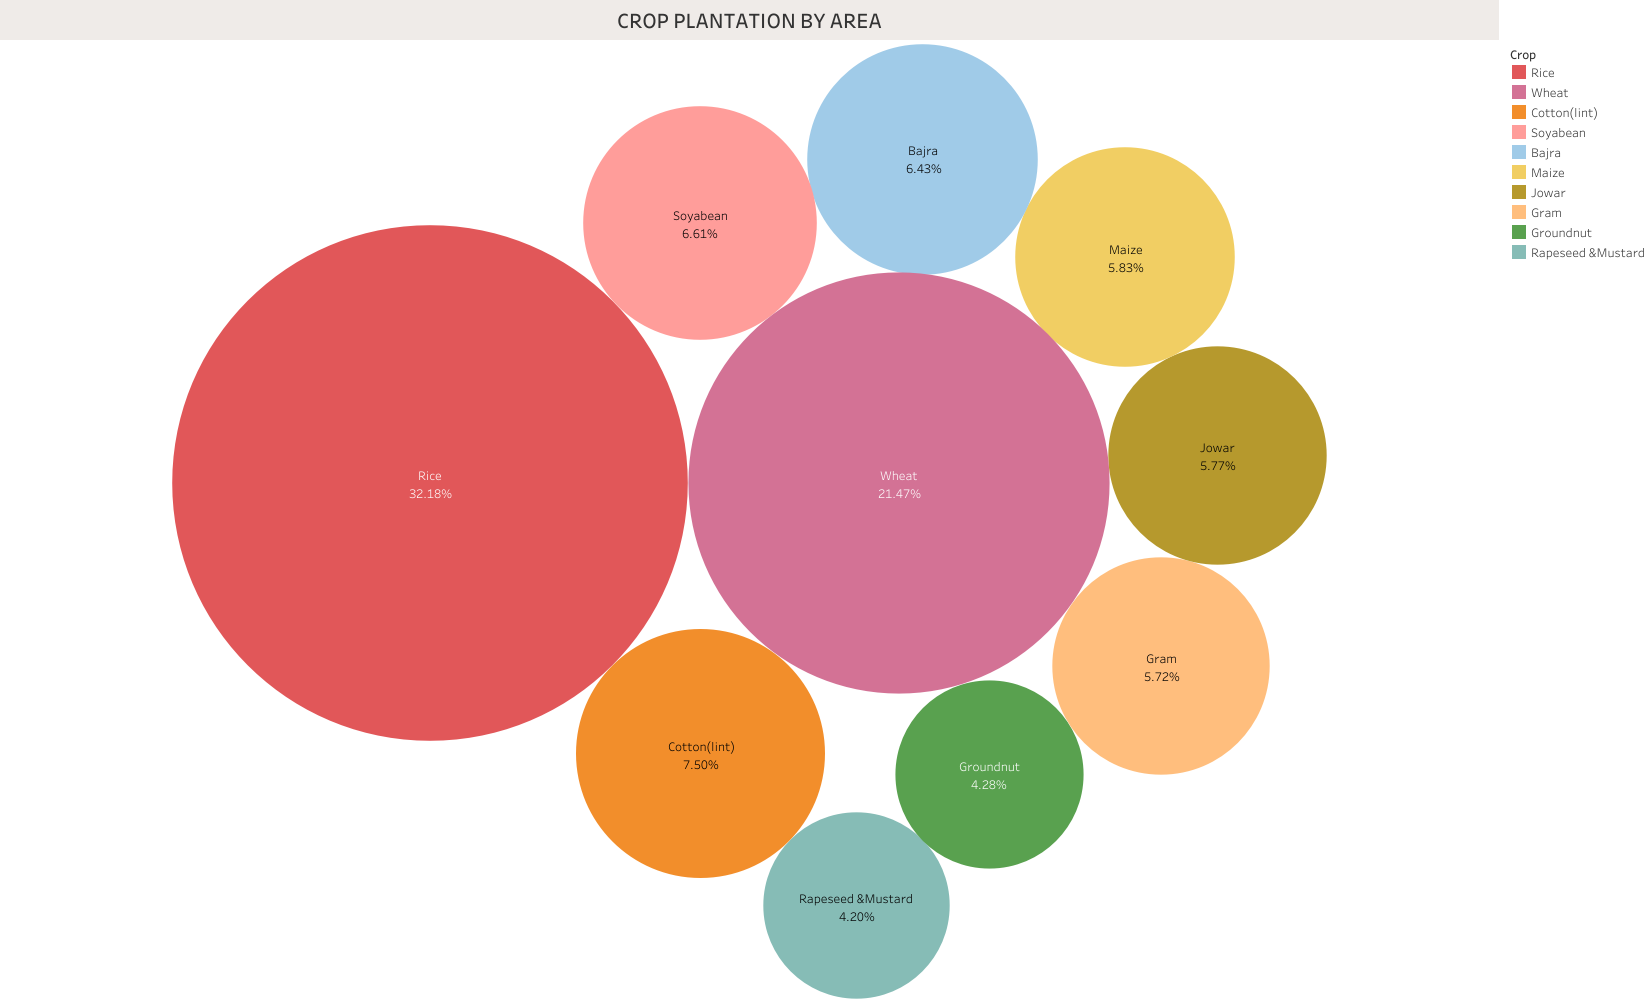 CROP PLANTATION BY AREA
Crop
Rice
Wheat
Cotton(lint)
Soyabean
Bajra
Maize
Jowar
Gram
Groundnut
Rapeseed &Mustard
Bajra
6.43%
Soyabean
6.61%
Maize
5.83%
Jowar
5.77%
Rice
32.18%
Wheat
21.47%
Gram
5.72%
Cotton(lint)
7.50%
Groundnut
4.28%
Rapeseed &Mustard
4.20%